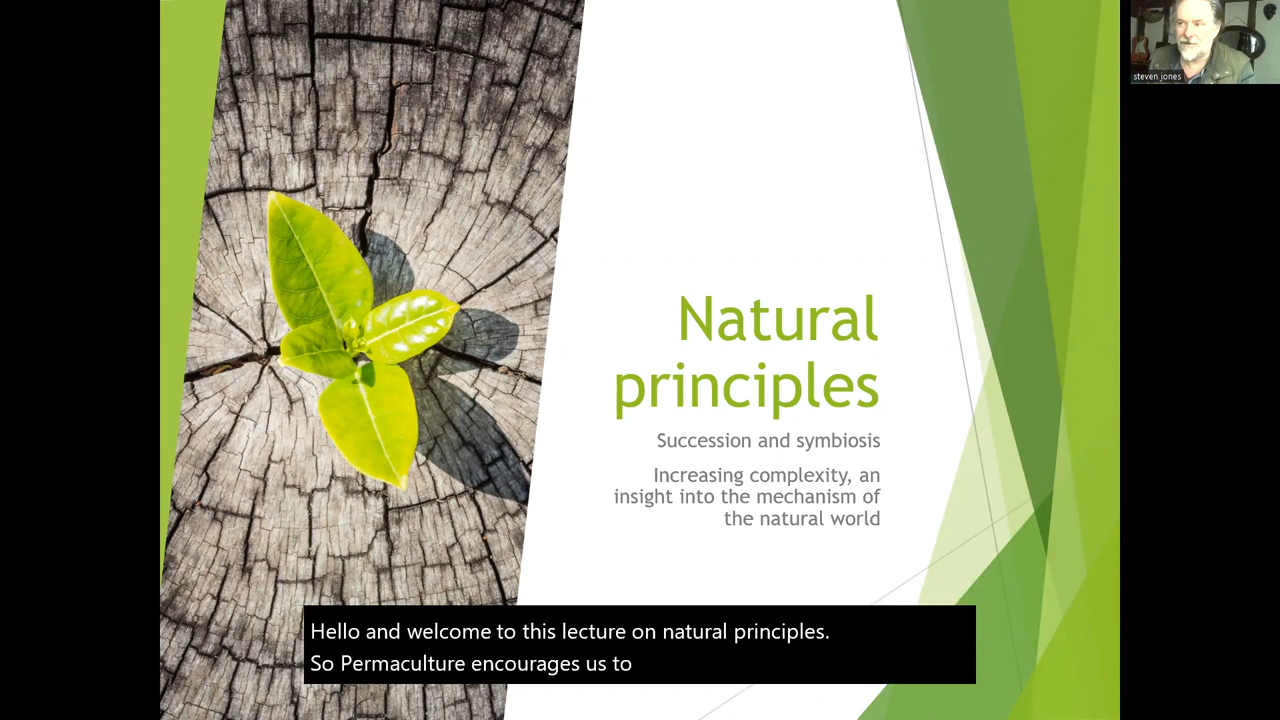 steven jones
Natural
principles
Succession and symbiosis
Increasing complexity, an
insight into the mechanism of
the natural world
Hello and welcome to this lecture on natural principles.
So Permaculture encourages us to